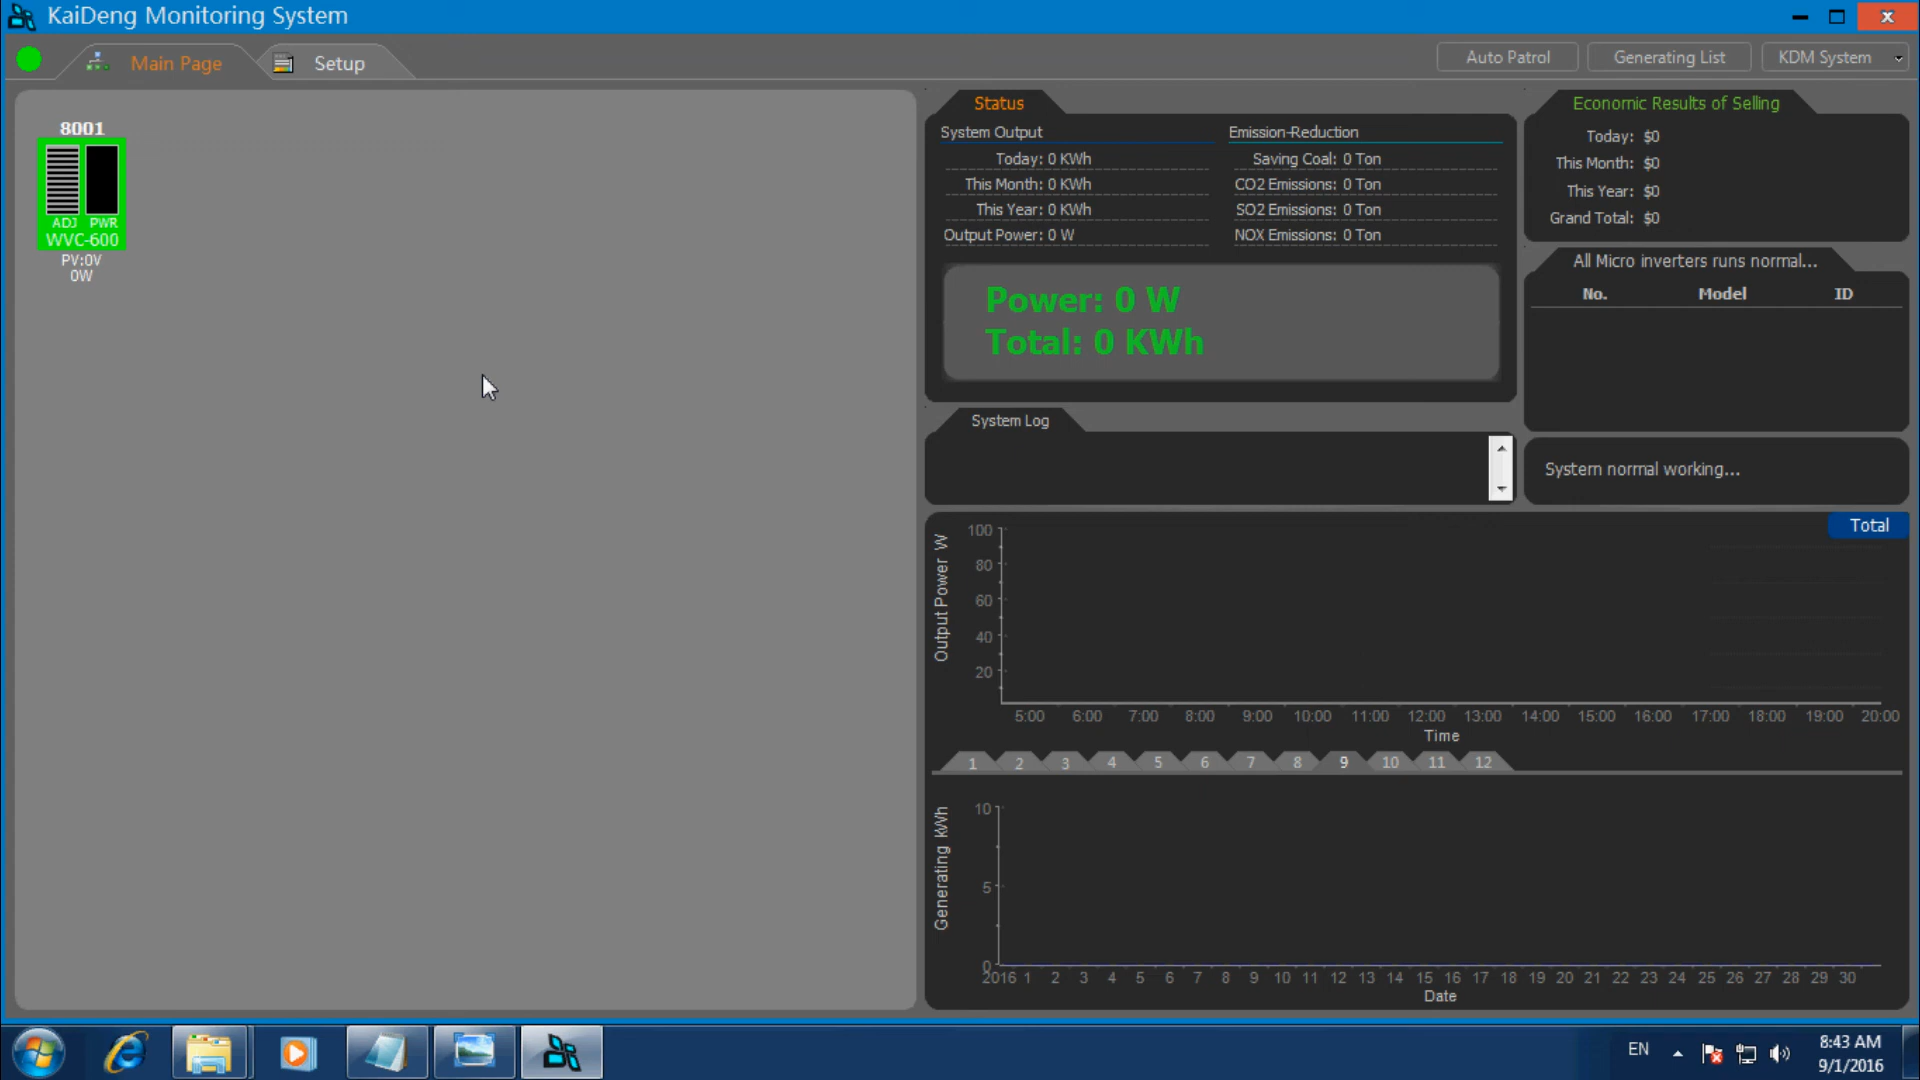 KaiDeng Monitoring System
Main Page
Setup
Auto Patrol
Generating List
KDM System
8001
ADJ PWR
WVC-600
PV:0V
0W
Status
System Output
Today: 0 KWh
This Month: 0 KWh
This Year: 0 KWh
Output Power: 0 W
Emission-Reduction
Saving Coal: 0 Ton
CO2 Emissions: 0 Ton
SO2 Emissions: 0 Ton
NOX Emissions: 0 Ton
Power: 0 W
Total: 0 KWh
Economic Results of Selling
Today: $0
This Month: $0
This Year: $0
Grand Total: $0
All Micro inverters runs normal...
No. Model ID
System Log
System normal working...
Total
Output Power W
100
80
60
40
20
5:00 6:00 7:00 8:00 9:00 10:00 11:00 12:00 13:00 14:00 15:00 16:00 17:00 18:00 19:00 20:00
Time
1 2 3 4 5 6 7 8 9 10 11 12
Generating kWh
10
5
0
2016 1 2 3 4 5 6 7 8 9 10 11 12 13 14 15 16 17 18 19 20 21 22 23 24 25 26 27 28 29 30
Date
EN
8:43 AM
9/1/2016